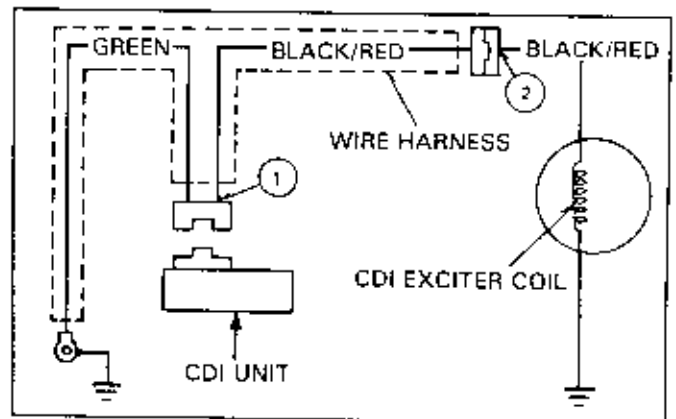 GREEN
BLACK/RED
BLACK/RED
2
WIRE HARNESS
1
CDI EXCITER COIL
CDI UNIT